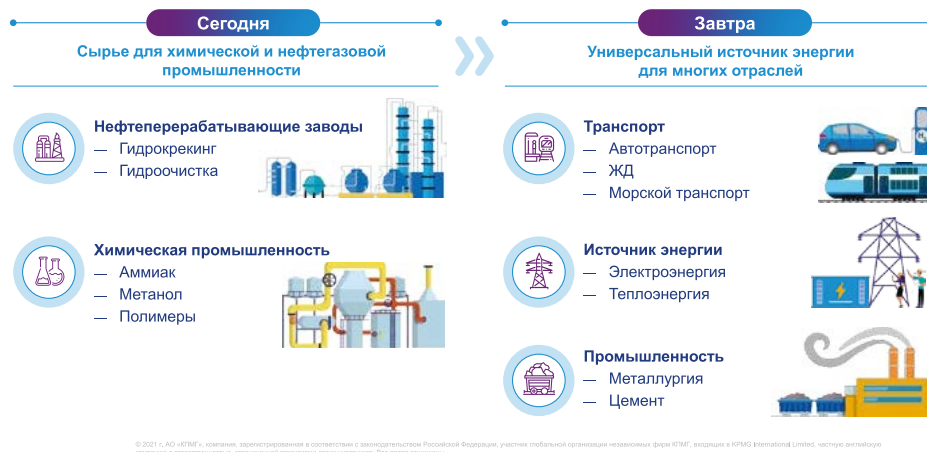 Сегодня
Сырье для химической и нефтегазовой
промышленности
Нефтеперерабатывающие заводы
— Гидрокрекинг
— Гидроочистка
Химическая промышленность
— Аммиак
— Метанол
— Полимеры
Завтра
Универсальный источник энергии
для многих отраслей
Транспорт
— Автотранспорт
— ЖД
— Морской транспорт
H₂
Источник энергии
— Электроэнергия
— Теплоэнергия
Промышленность
— Металлургия
— Цемент
© 2021 г. АО «КПМГ», компания, зарегистрированная в соответствии с законодательством Российской Федерации, участник глобальной организации независимых фирм КПМГ, входящих в KPMG International Limited, частную английскую